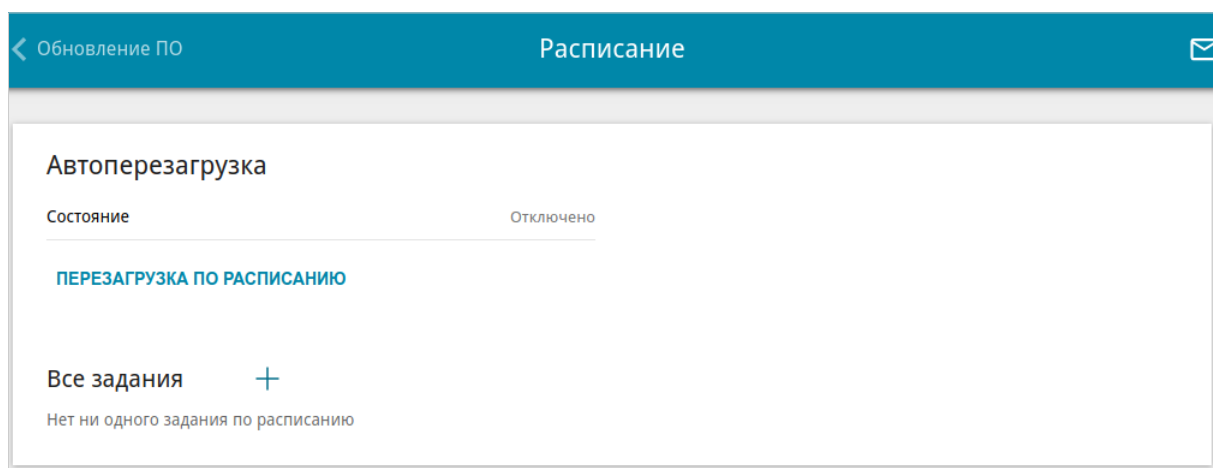 Обновление ПО
Расписание
Автоперезагрузка
Состояние Отключено
ПЕРЕЗАГРУЗКА ПО РАСПИСАНИЮ
Все задания
Нет ни одного задания по расписанию